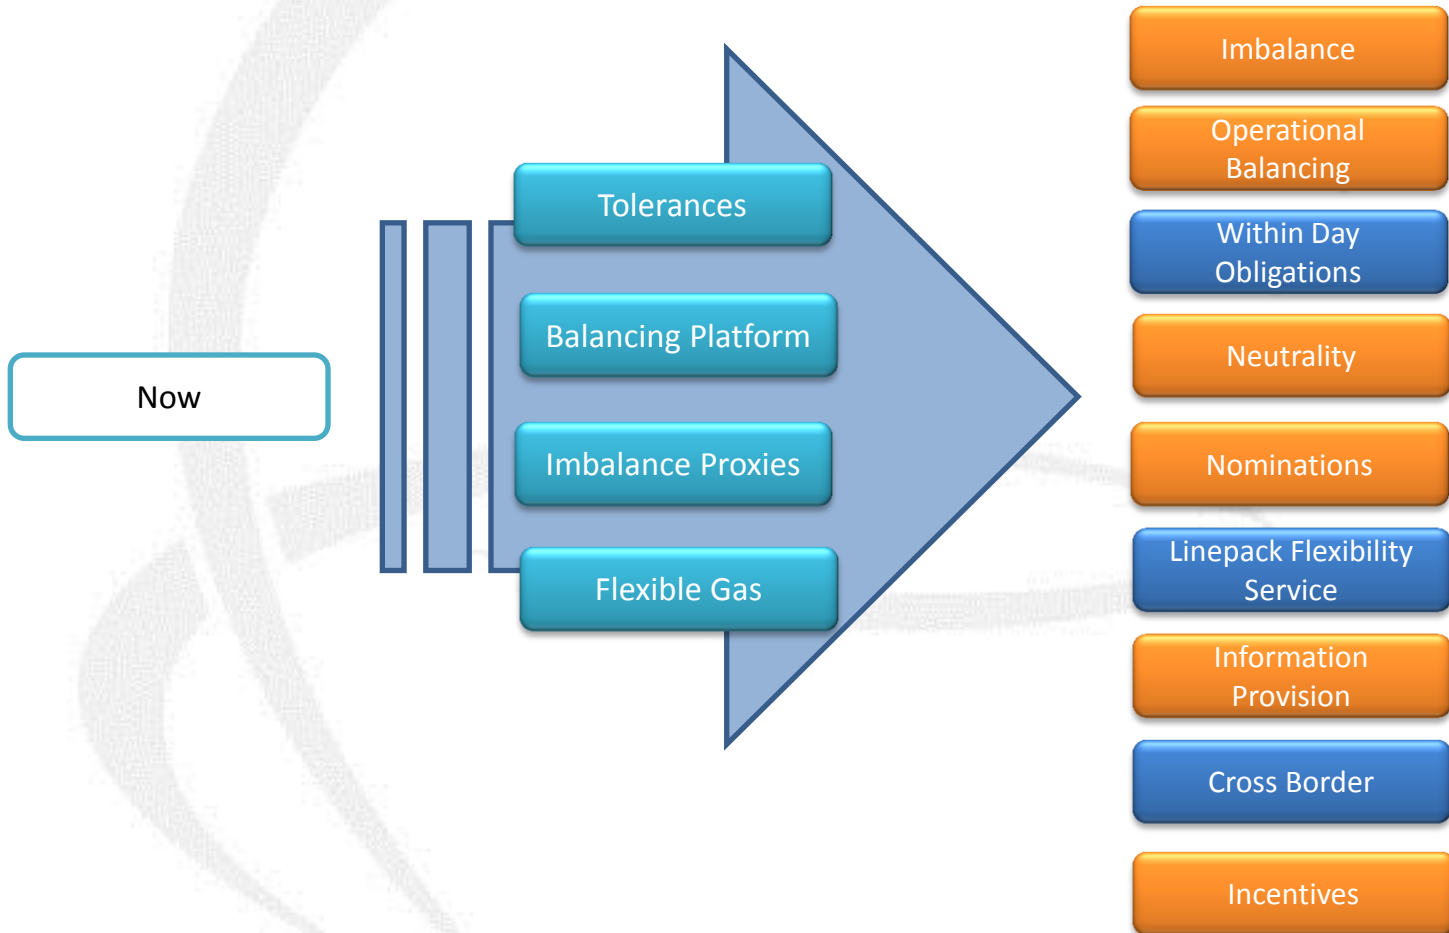 Now
Tolerances
Balancing Platform
Imbalance Proxies
Flexible Gas
Imbalance
Operational
Balancing
Within Day
Obligations
Neutrality
Nominations
Linepack Flexibility
Service
Information
Provision
Cross Border
Incentives